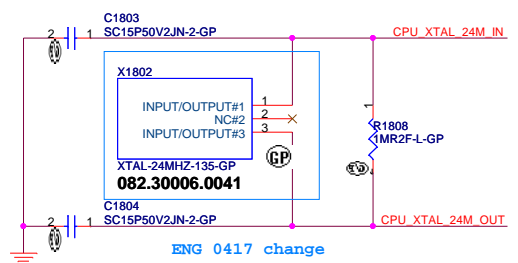 C1803
SC15P50V2JN-2-GP
2 1
CPU_XTAL_24M_IN
X1802
INPUT/OUTPUT#1 1
NC#2 2
INPUT/OUTPUT#3 3
1
R1808
1MR2F-L-GP
GP
XTAL-24MHZ-135-GP
082.30006.0041
C1804
SC15P50V2JN-2-GP
2 1
CPU_XTAL_24M_OUT
ENG 0417 change